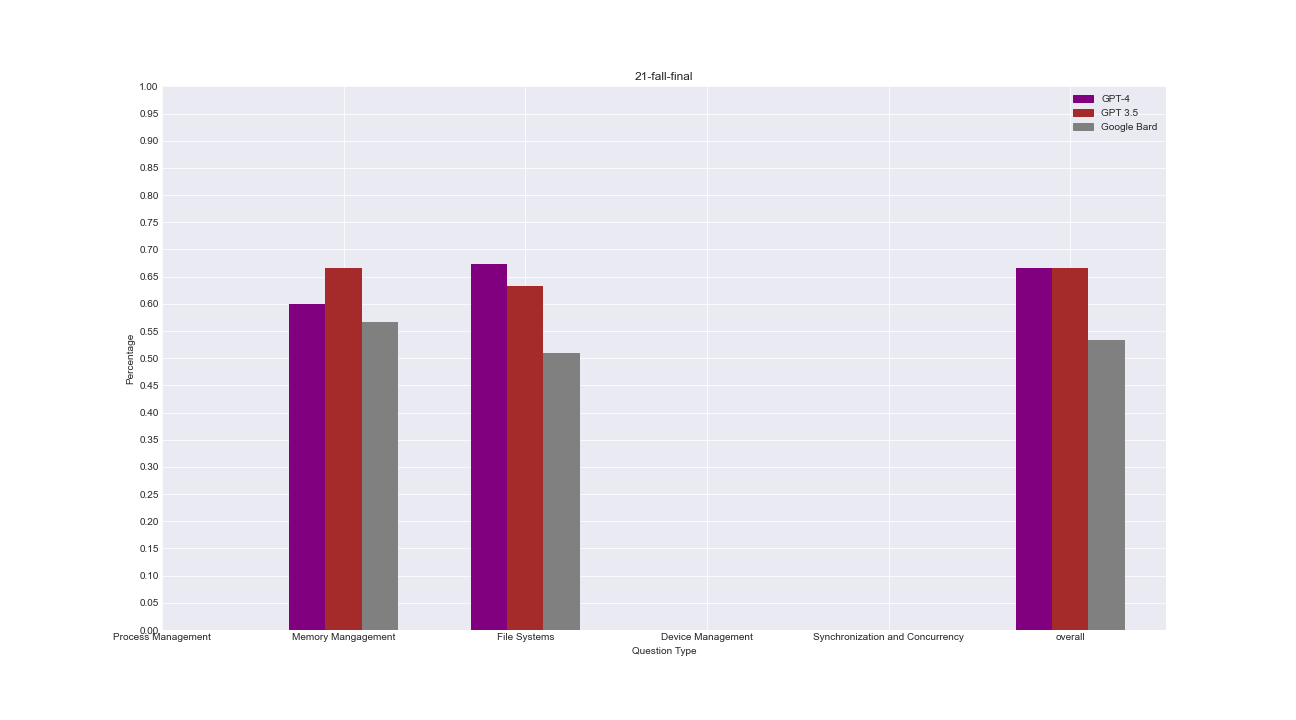 21-fall-final
1.00
0.95
0.90
0.85
0.80
0.75
0.70
0.65
0.60
0.55
0.50
0.45
0.40
0.35
0.30
0.25
0.20
0.15
0.10
0.05
0.00
Percentage
GPT-4
GPT 3.5
Google Bard
Process Management
Memory Mangagement
File Systems
Device Management
Synchronization and Concurrency
overall
Question Type